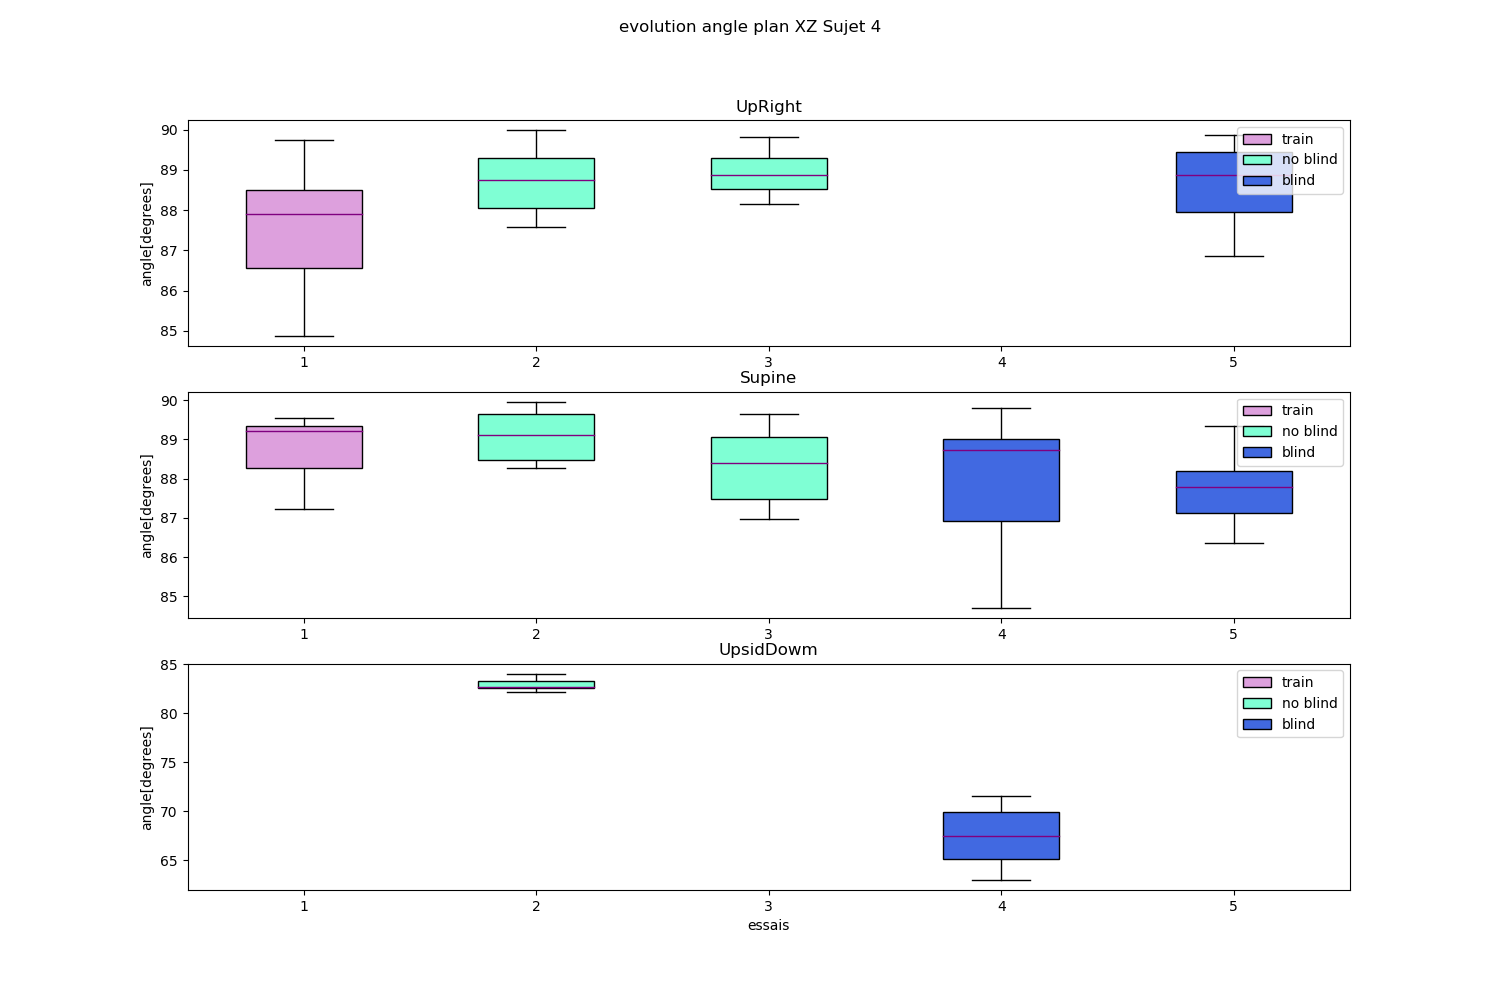 evolution angle plan XZ Sujet 4
UpRight
90
89
88
87
86
85
angle[degrees]
train
no blind
blind
1 2 3 4 5
Supine
90
89
88
87
86
85
angle[degrees]
train
no blind
blind
1 2 3 4 5
UpsidDowm
85
80
75
70
65
angle[degrees]
train
no blind
blind
1 2 3 4 5
essais